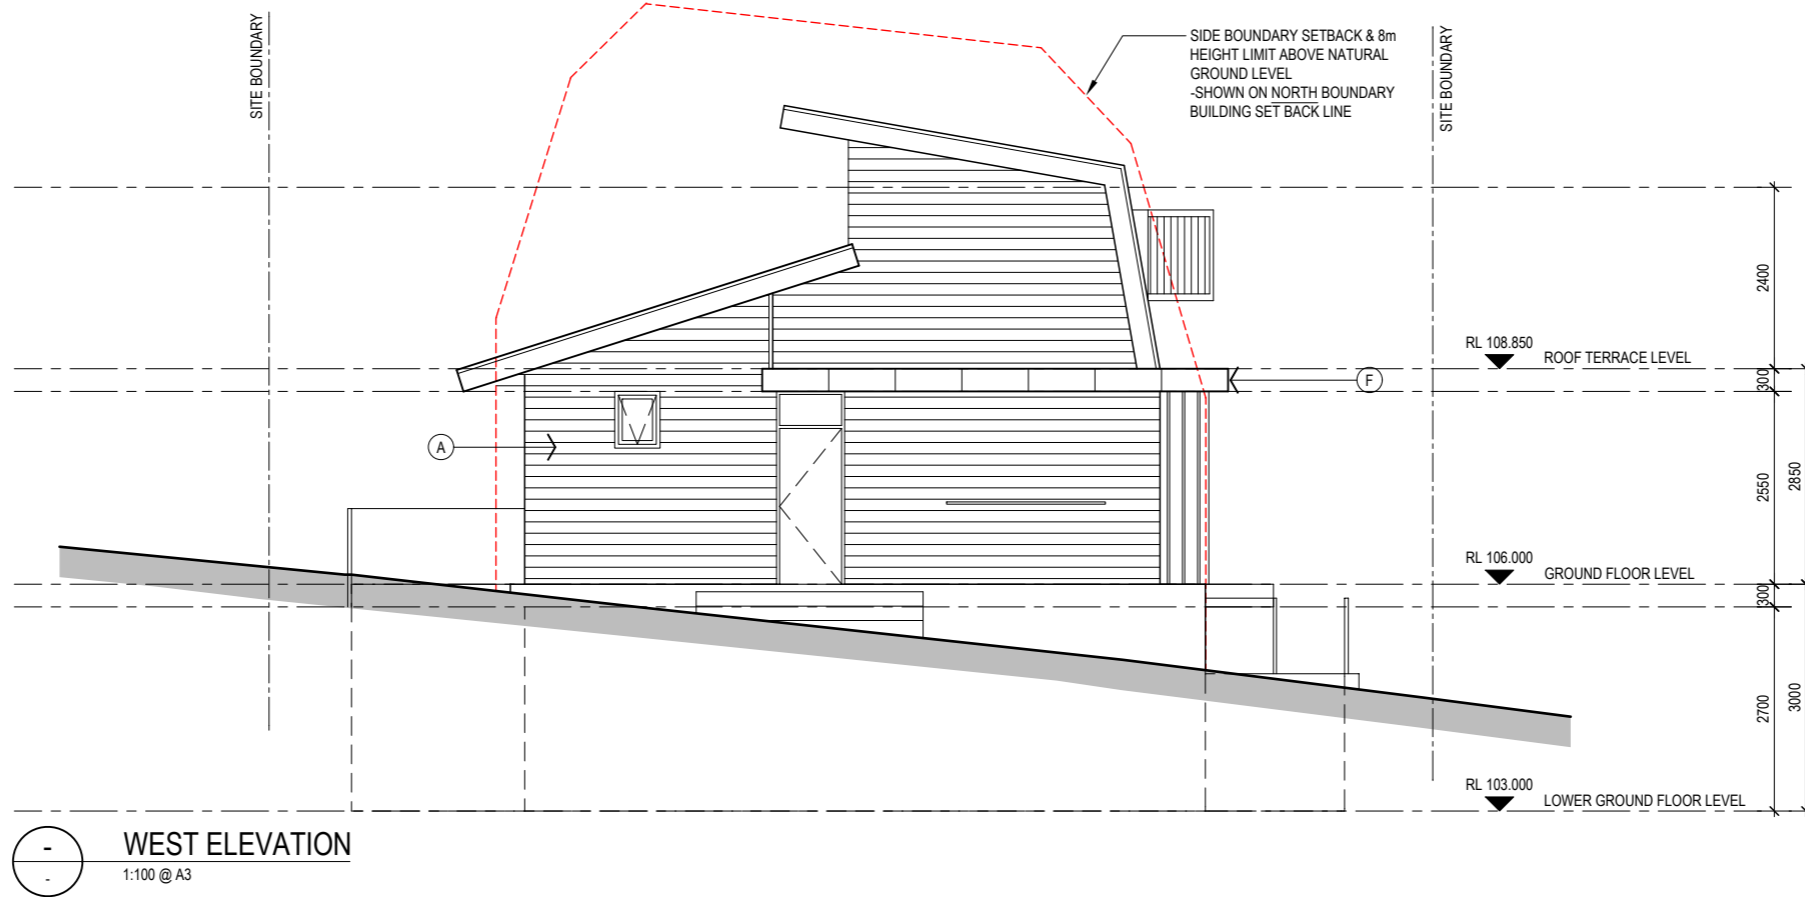 SITE BOUNDARY
SIDE BOUNDARY SETBACK & 8m
HEIGHT LIMIT ABOVE NATURAL
GROUND LEVEL
-SHOWN ON NORTH BOUNDARY
BUILDING SET BACK LINE
SITE BOUNDARY
2400
RL 108.850
ROOF TERRACE LEVEL
300
F
A
2550
2850
RL 106.000
GROUND FLOOR LEVEL
300
2700
3000
RL 103.000
LOWER GROUND FLOOR LEVEL
-
-
WEST ELEVATION
1:100 @ A3